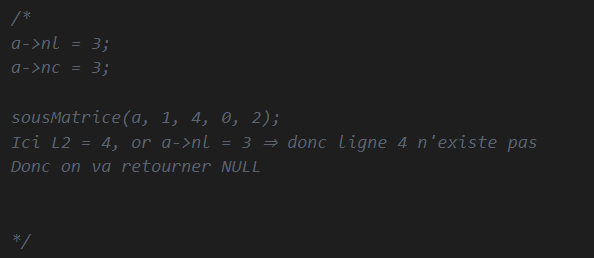 /*
a->nl = 3;
a->nc = 3;
sousMatrice(a, 1, 4, 0, 2);
Ici L2 = 4, or a->nl = 3 => donc ligne 4 n'existe pas
Donc on va retourner NULL
*/